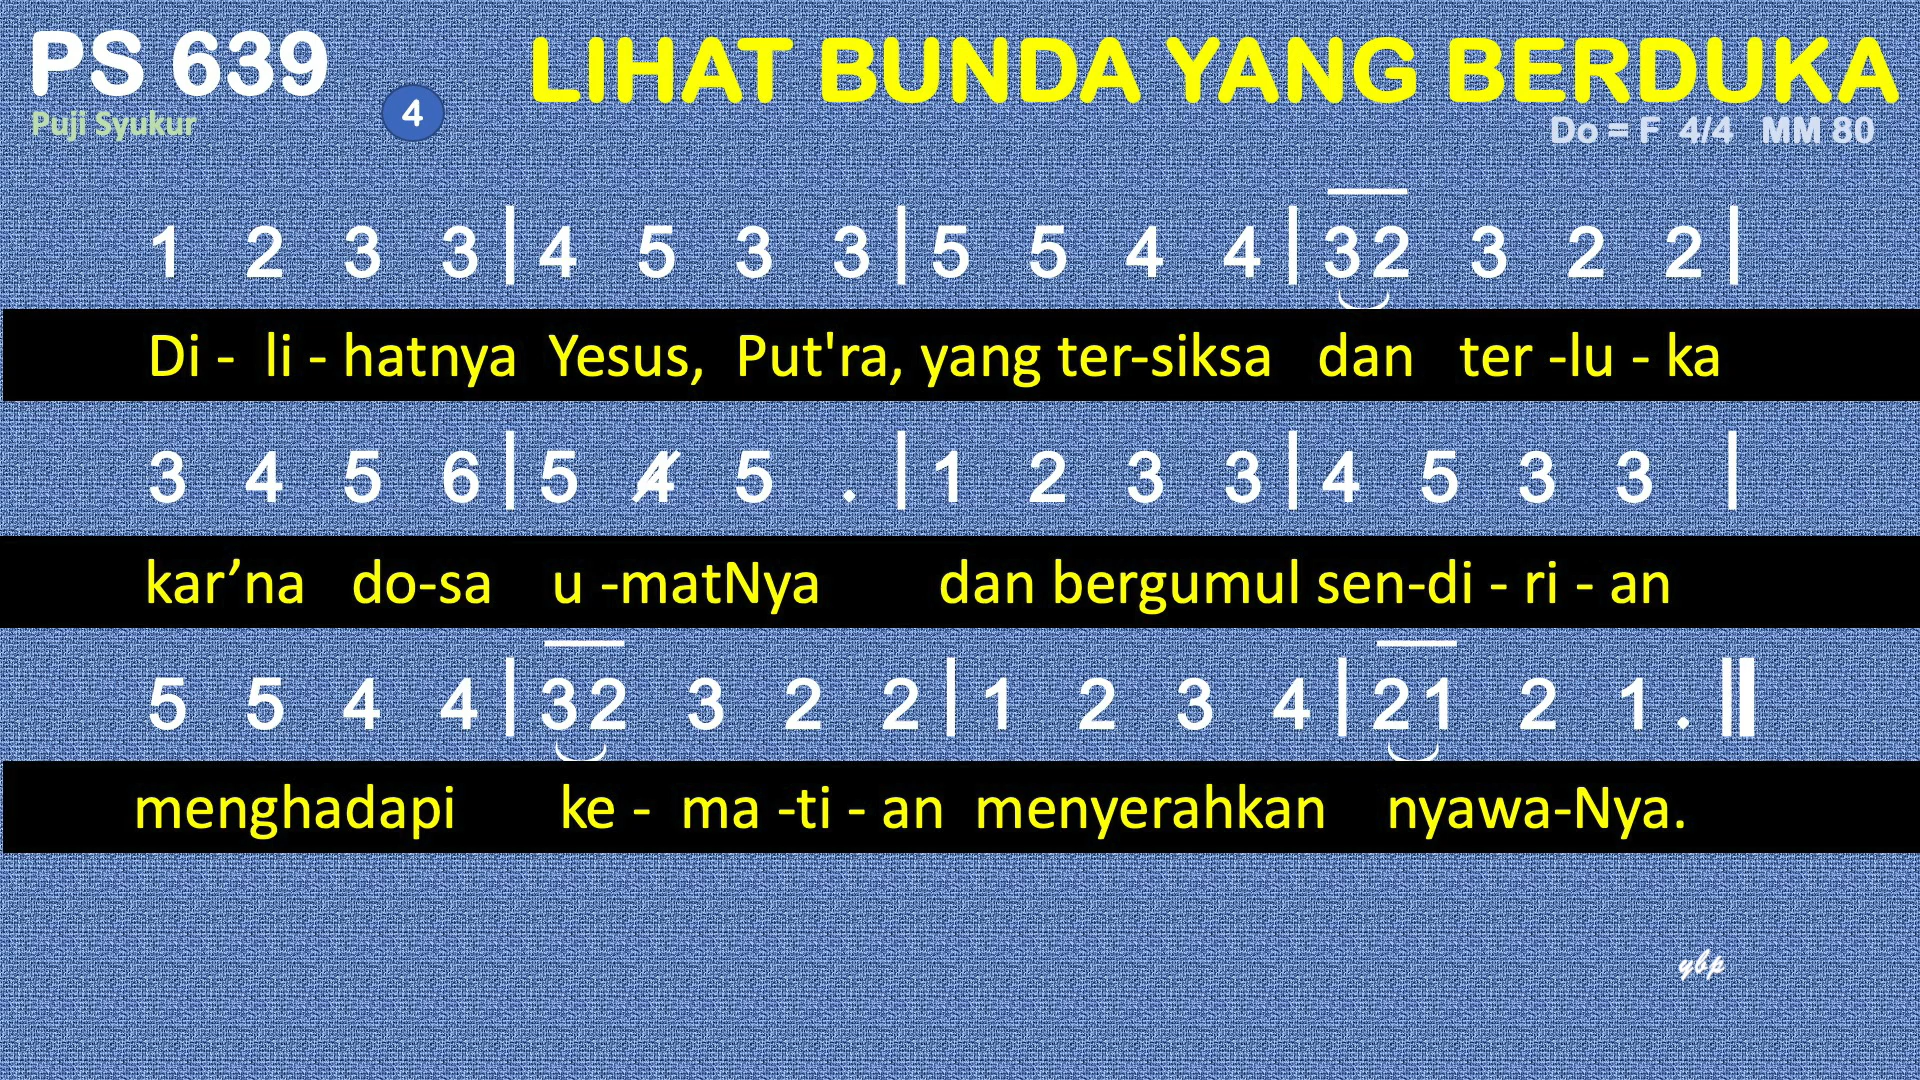 PS 639
LIHAT BUNDA YANG BERDUKA
Puji Syukur
4
Do = F 4/4 MM 80
1 2 3 3 | 4 5 3 3 | 5 5 4 4 | 32 3 2 2 |
Di - li - hatnya Yesus, Put'ra, yang ter-siksa dan ter -lu - ka
3 4 5 6 | 5 4̸ 5 . | 1 2 3 3 | 4 5 3 3 |
kar’na do-sa u -matNya dan bergumul sen-di - ri - an
5 5 4 4 | 32 3 2 2 | 1 2 3 4 | 21 2 1 . ||
menghadapi ke - ma -ti - an menyerahkan nyawa-Nya.
ybp